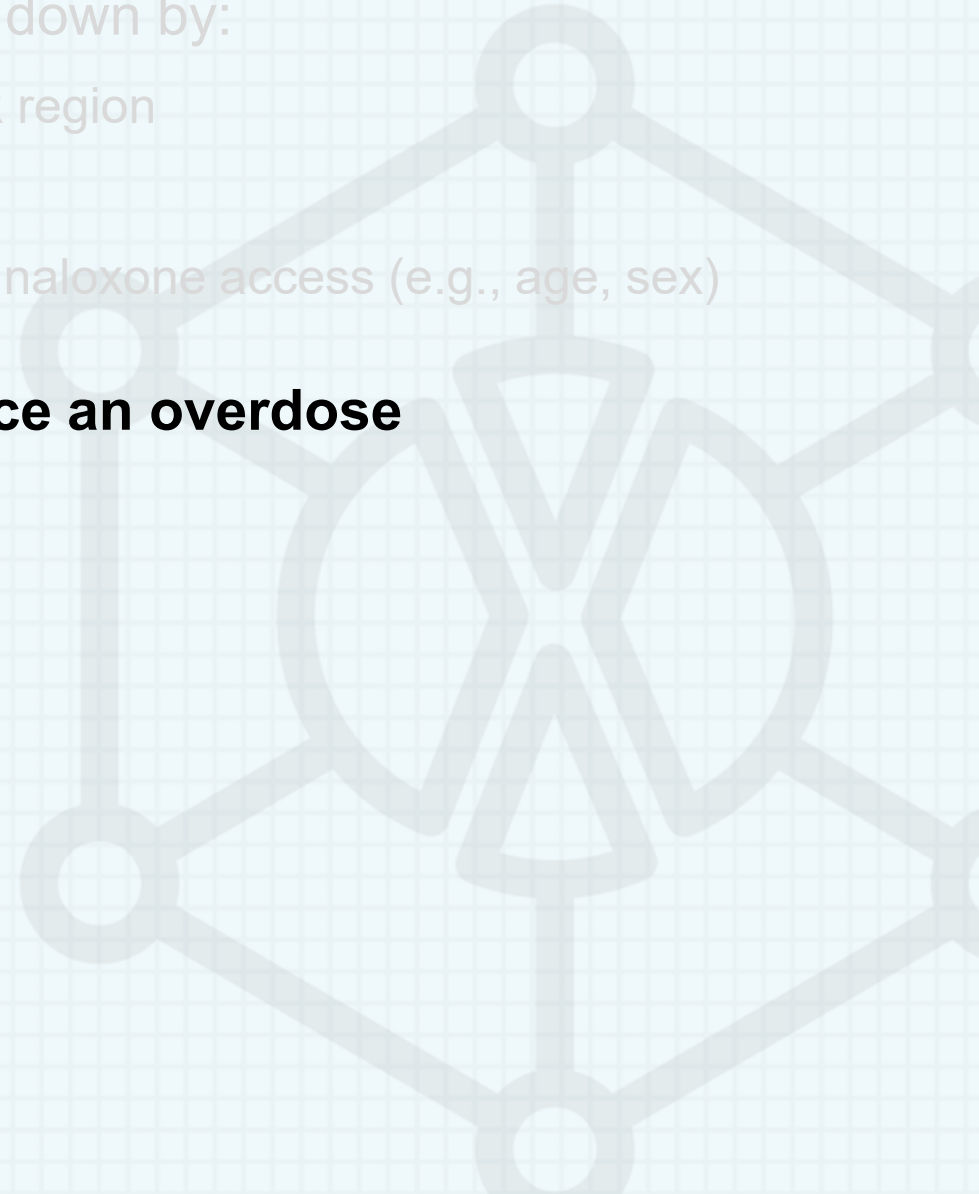 down by:
region
naloxone access (e.g., age, sex)
ce an overdose